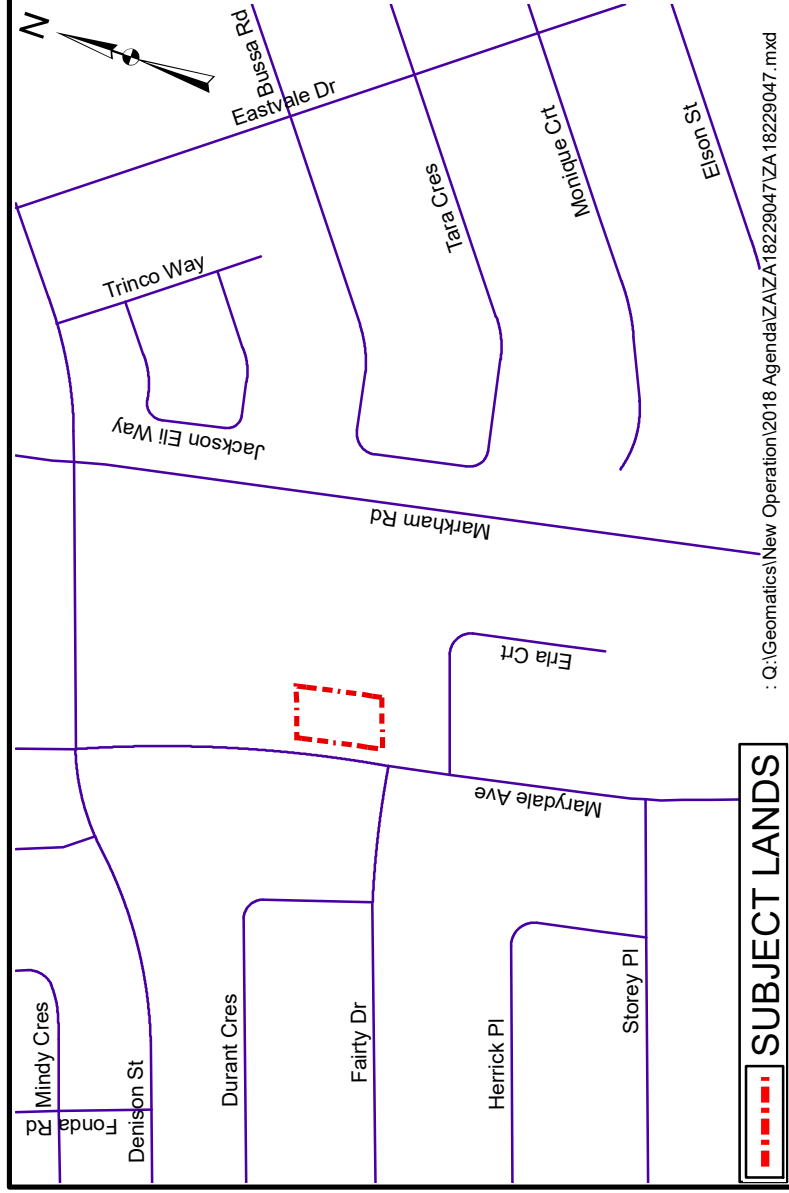 N
Bussa Rd
Eastvale Dr
Trinco Way
Tara Cres
Monique Crt
Elson St
Jackson Eli Way
Markham Rd
Erla Crt
Marydale Ave
Mindy Cres
Fonda Rd
Denison St
Durant Cres
Fairty Dr
Herrick Pl
Storey Pl
SUBJECT LANDS
: Q:\Geomatics\New Operation\2018 Agenda\ZA\ZA18229047\ZA18229047.mxd